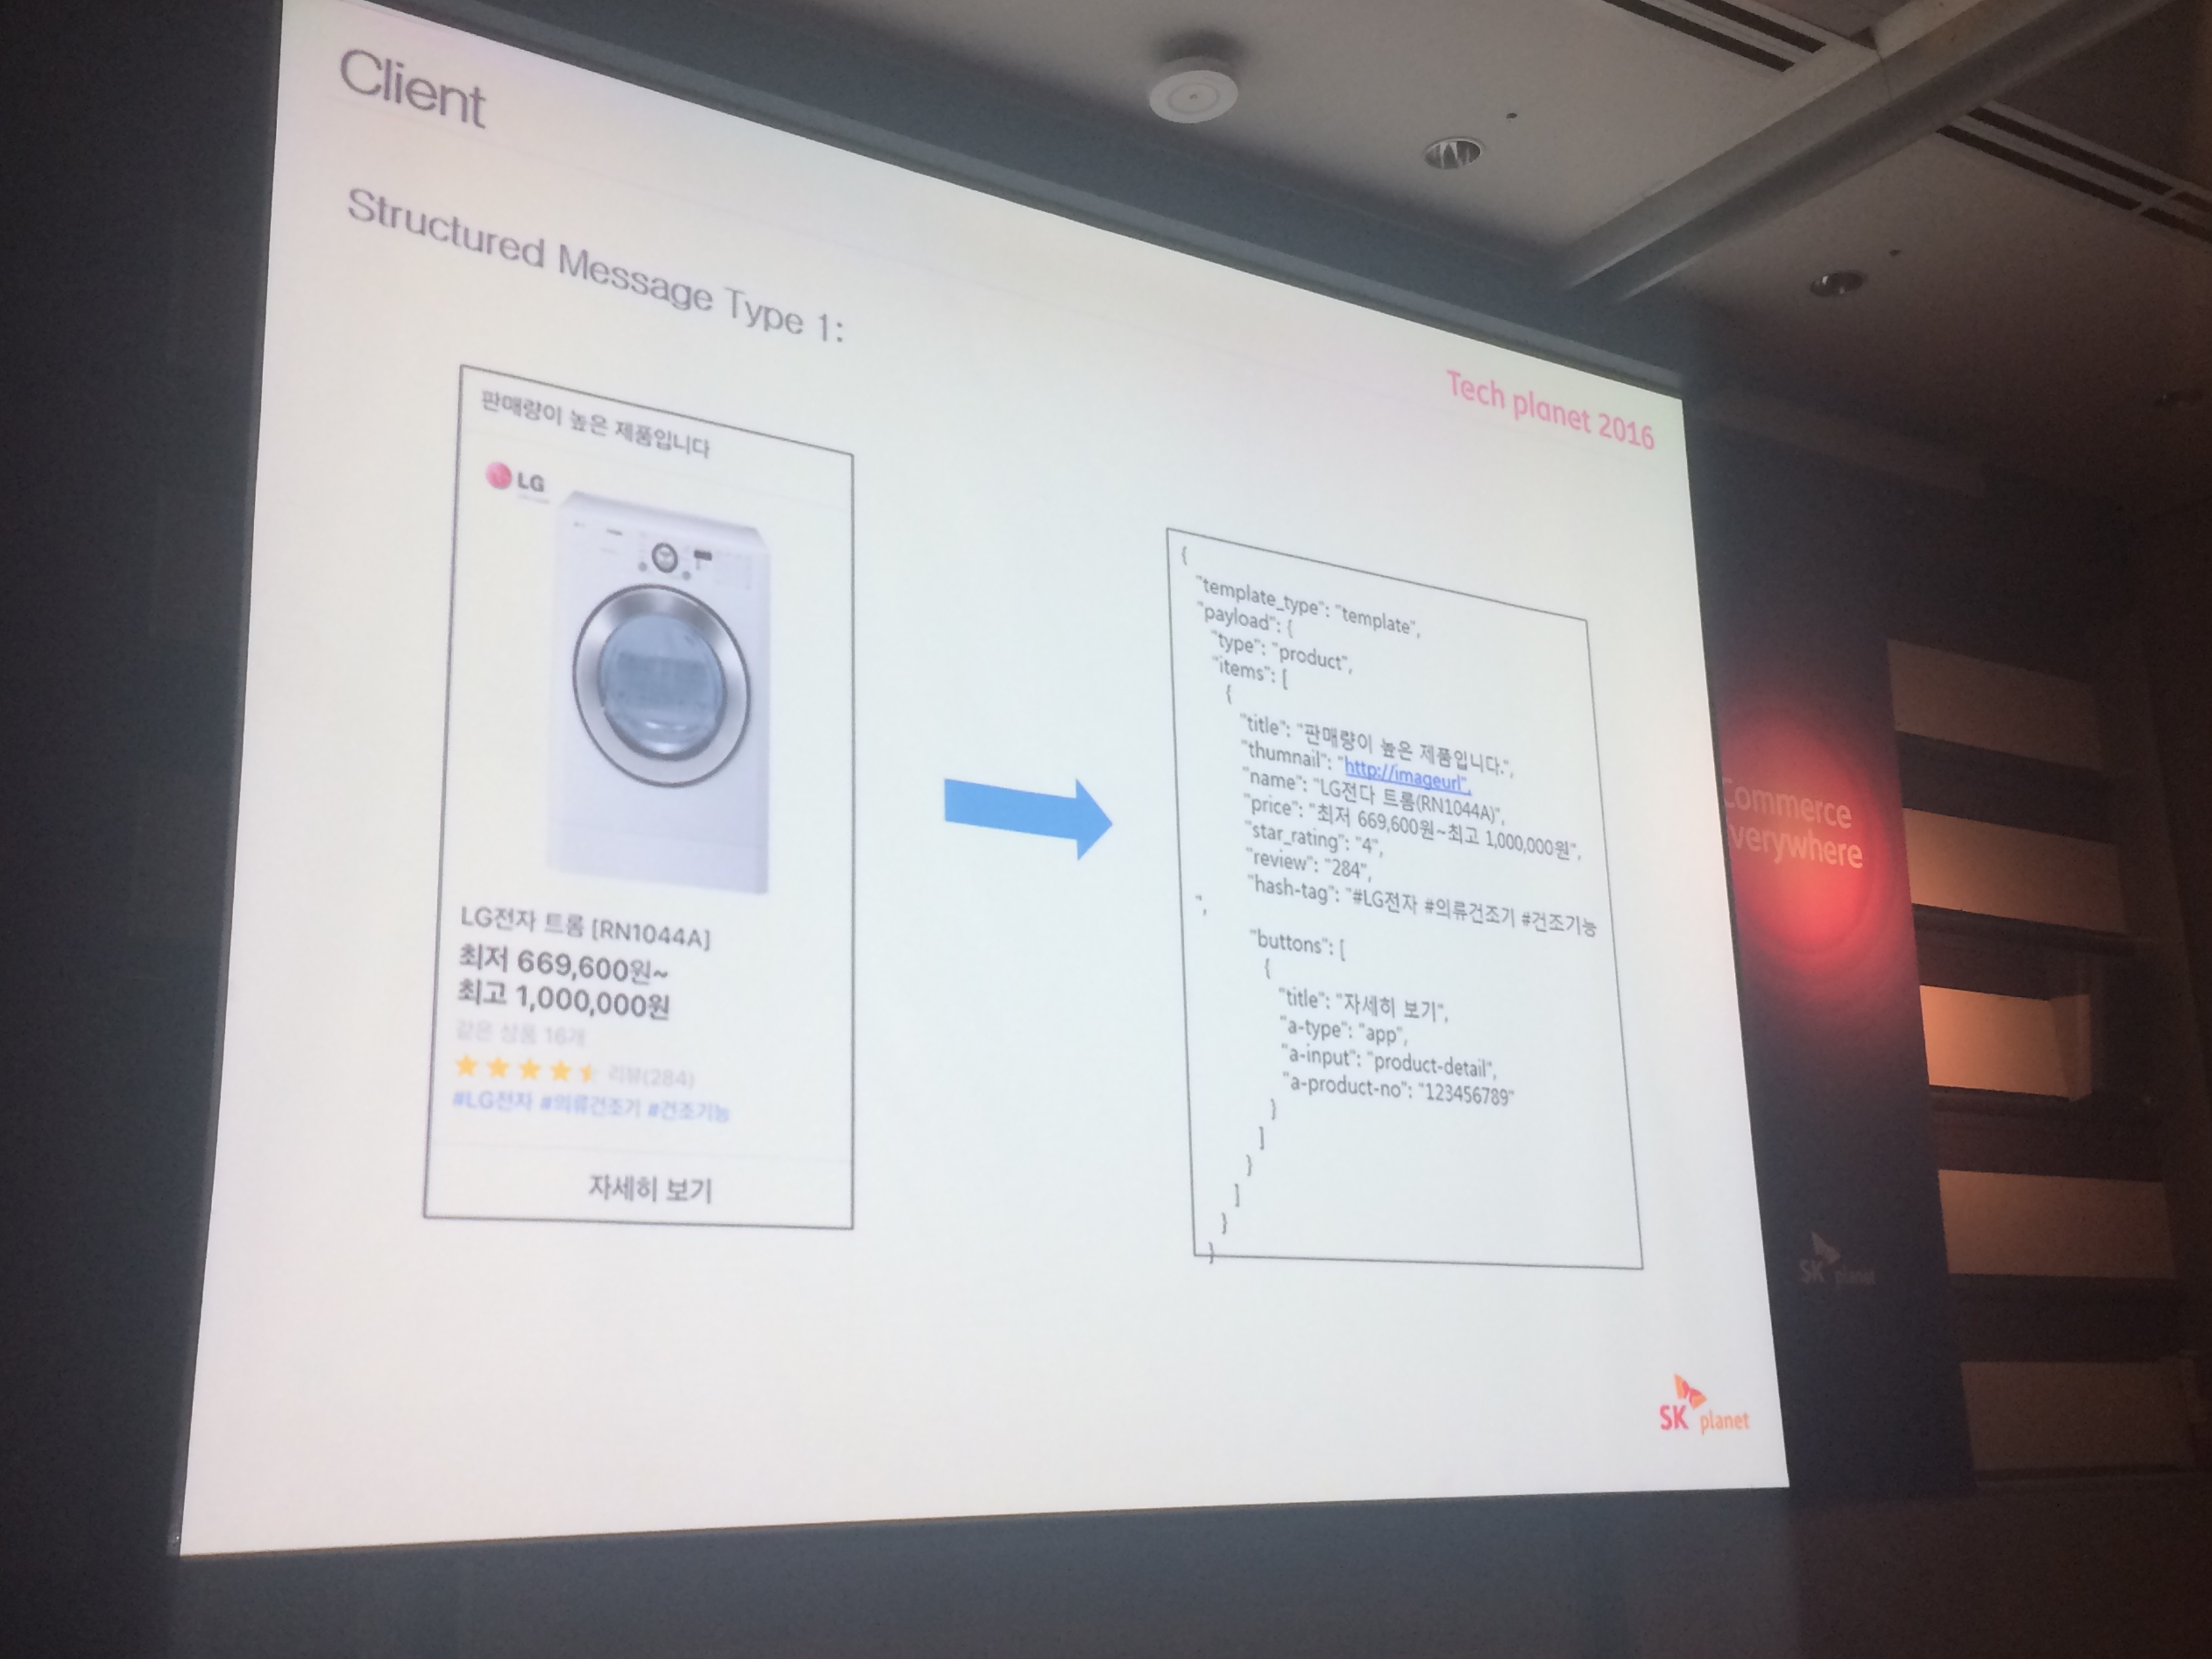 Client
Structured Message Type 1:
Tech planet 2016
판매량이 높은 제품입니다
LG
LG전자 트롬 [RN1044A]
최저 669,600원~
최고 1,000,000원
같은 상품 16개
리뷰(284)
#LG전자 #의류건조기 #건조기능
자세히 보기
{
"template_type": "template",
"payload": {
"type": "product",
"items": [
{
"title": "판매량이 높은 제품입니다.",
"thumnail": "http://imageurl",
"name": "LG전다 트롬(RN1044A)",
"price": "최저 669,600원~최고 1,000,000원",
"star_rating": "4",
"review": "284",
"hash-tag": "#LG전자 #의류건조기 #건조기능
",
"buttons": [
{
"title": "자세히 보기",
"a-type": "app",
"a-input": "product-detail",
"a-product-no": "123456789"
}
]
}
]
}
}
SK planet
Commerce
verywhere
SK planet